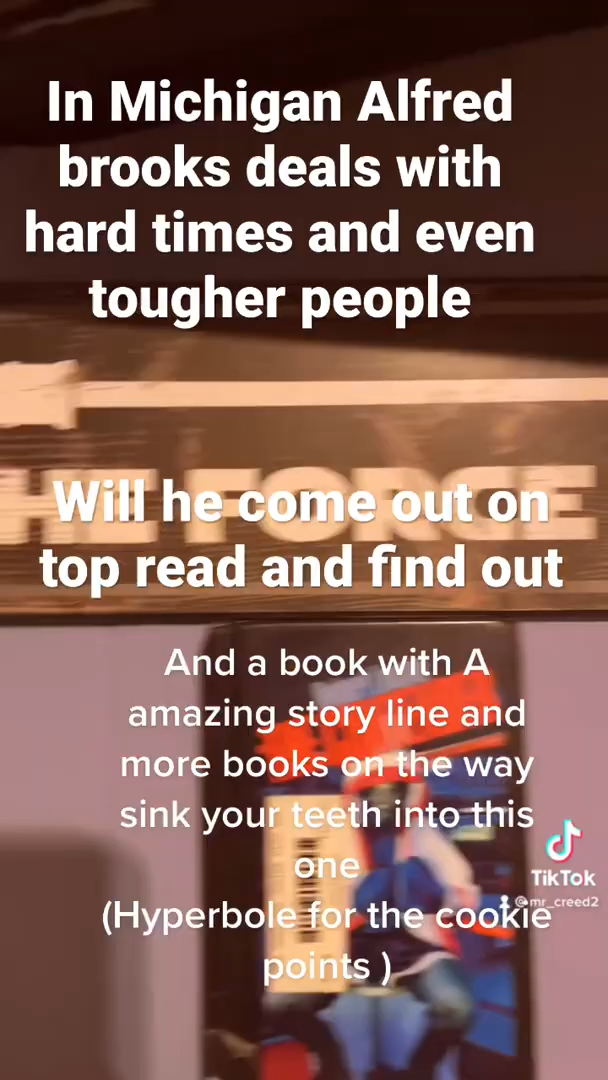 In Michigan Alfred
brooks deals with
hard times and even
tougher people
HE FORGE
Will he come out on
top read and find out
And a book with A
amazing story line and
more books on the way
sink your teeth into this
one
(Hyperbole for the cookie
points )
TikTok
@mr_creed2